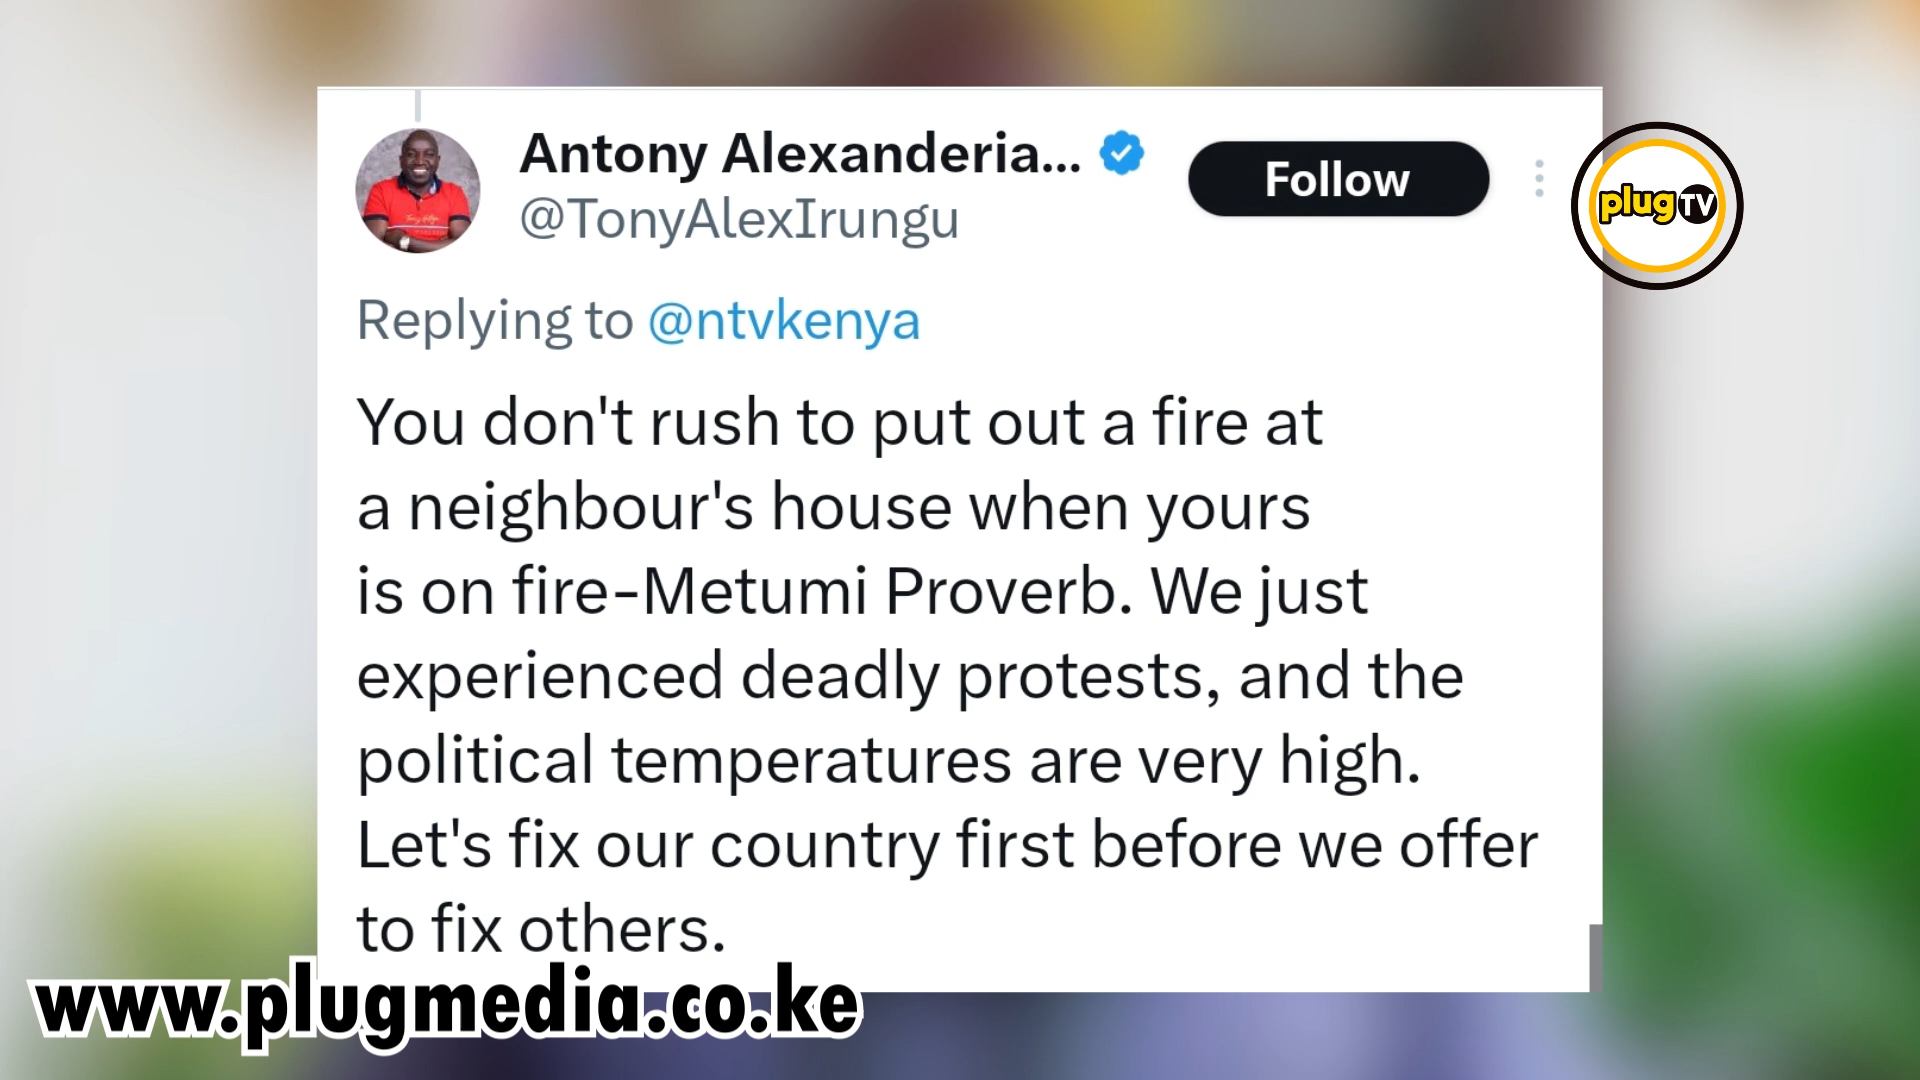 Antony Alexanderia...
Follow
@TonyAlexIrungu
plugTV
Replying to @ntvkenya
You don't rush to put out a fire at
a neighbour's house when yours
is on fire-Metumi Proverb. We just
experienced deadly protests, and the
political temperatures are very high.
Let's fix our country first before we offer
to fix others.
www.plugmedia.co.ke